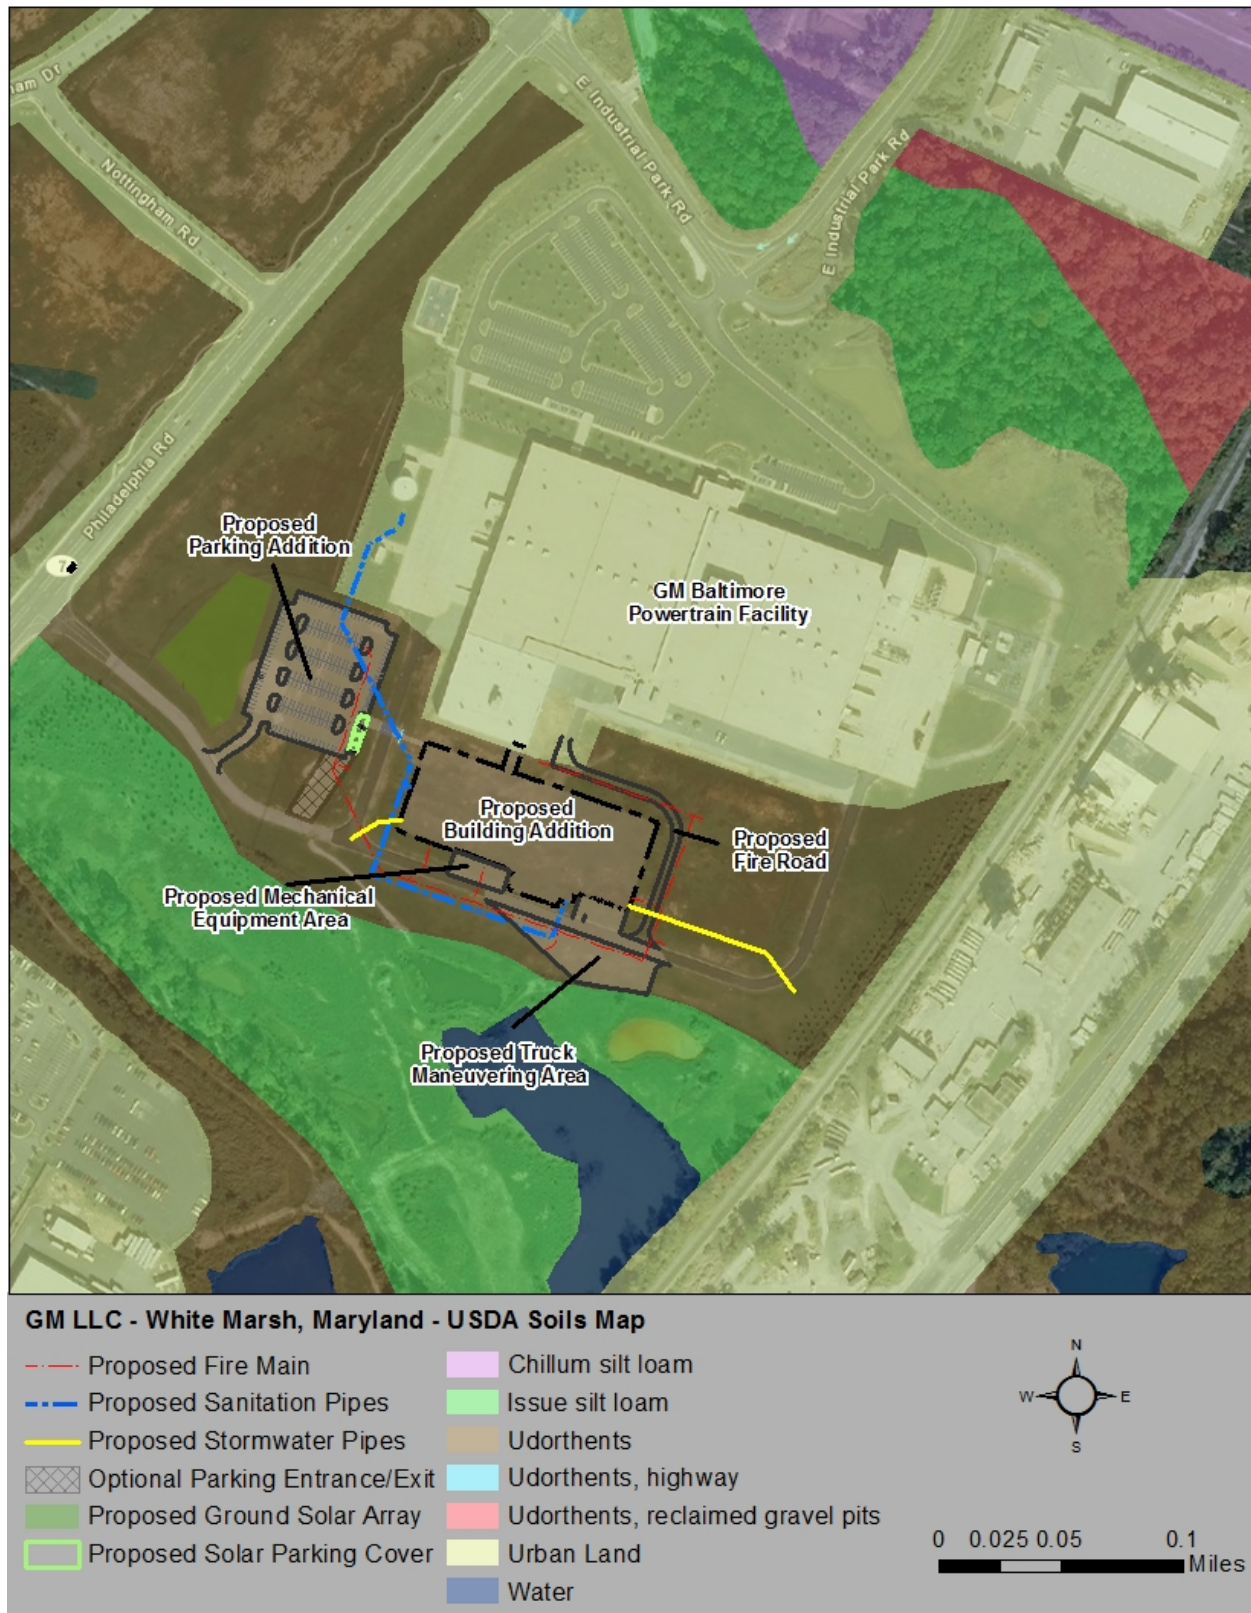 am Dr
Nottingham Rd
E Industrial Park Rd
E Industrial Park Rd
Philadelphia Rd
7
Proposed
Parking Addition
GM Baltimore
Powertrain Facility
Proposed
Building Addition
Proposed
Fire Road
Proposed Mechanical
Equipment Area
Proposed Truck
Maneuvering Area
GM LLC - White Marsh, Maryland - USDA Soils Map
Proposed Fire Main
Proposed Sanitation Pipes
Proposed Stormwater Pipes
Optional Parking Entrance/Exit
Proposed Ground Solar Array
Proposed Solar Parking Cover
Chillum silt loam
Issue silt loam
Udorthents
Udorthents, highway
Udorthents, reclaimed gravel pits
Urban Land
Water
N
W E
S
0 0.025 0.05 0.1
Miles